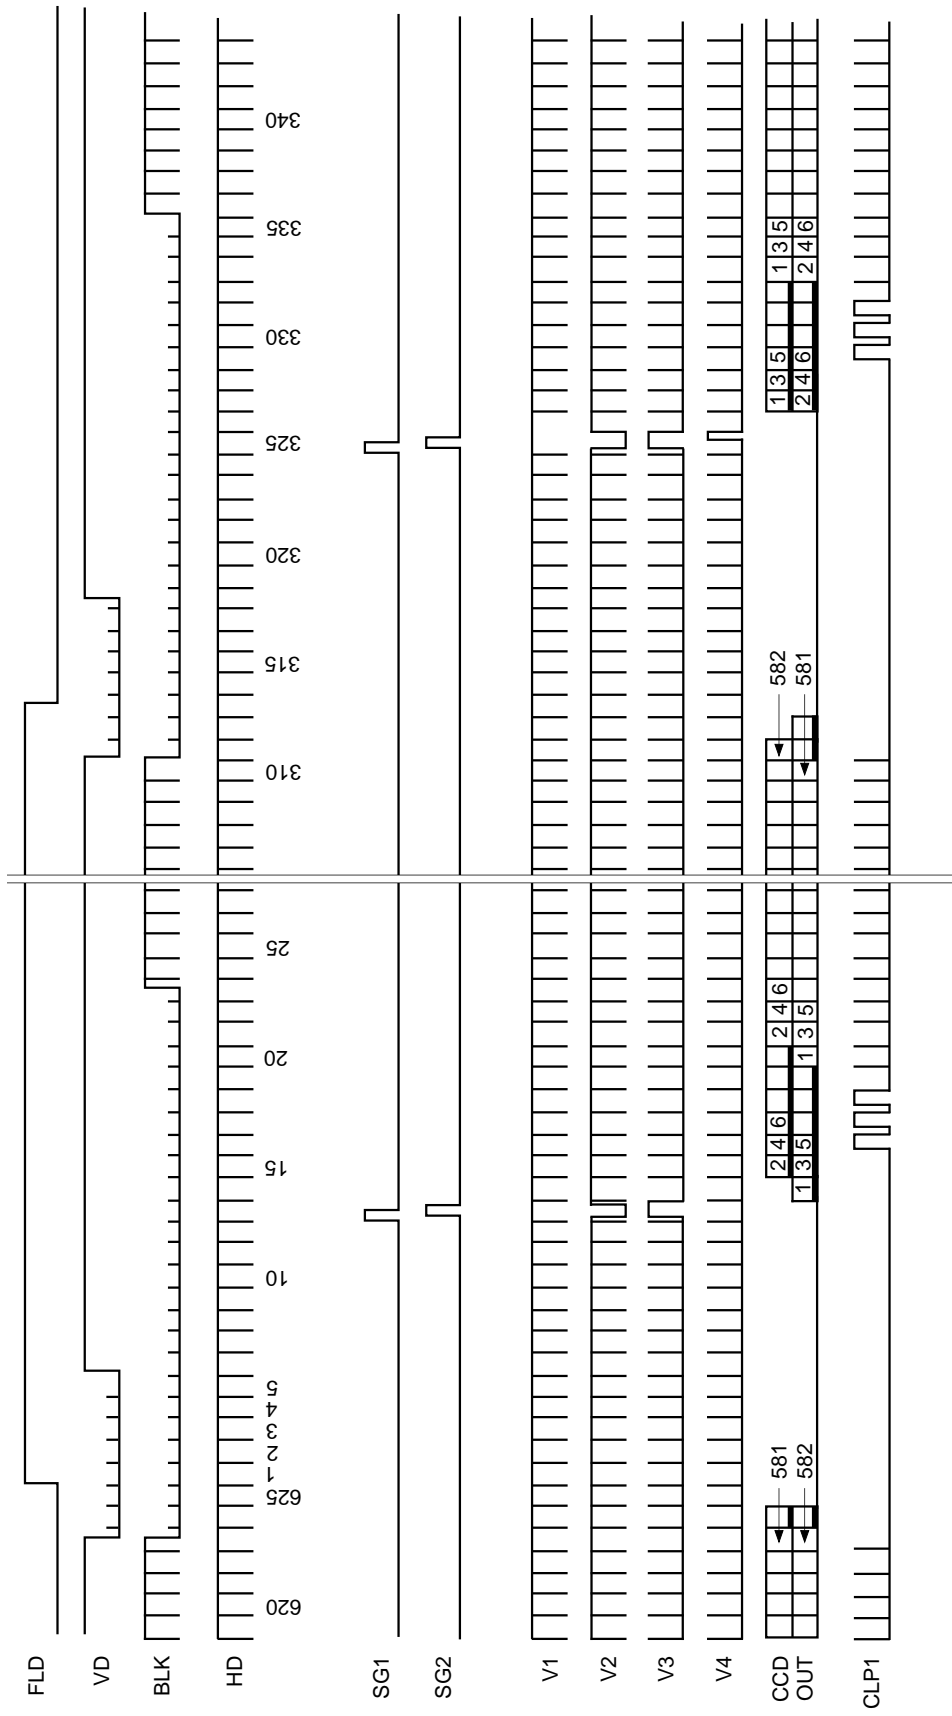 FLD
VD
BLK
HD
620 625 1 2 3 4 5 10 15 20 25 310 315 320 325 330 335 340
SG1
SG2
V1
V2
V3
V4
CCD 581 2 4 6 2 4 6 582 1 3 5 1 3 5
OUT 582 1 3 5 1 3 5 581 2 4 6 2 4 6
CLP1